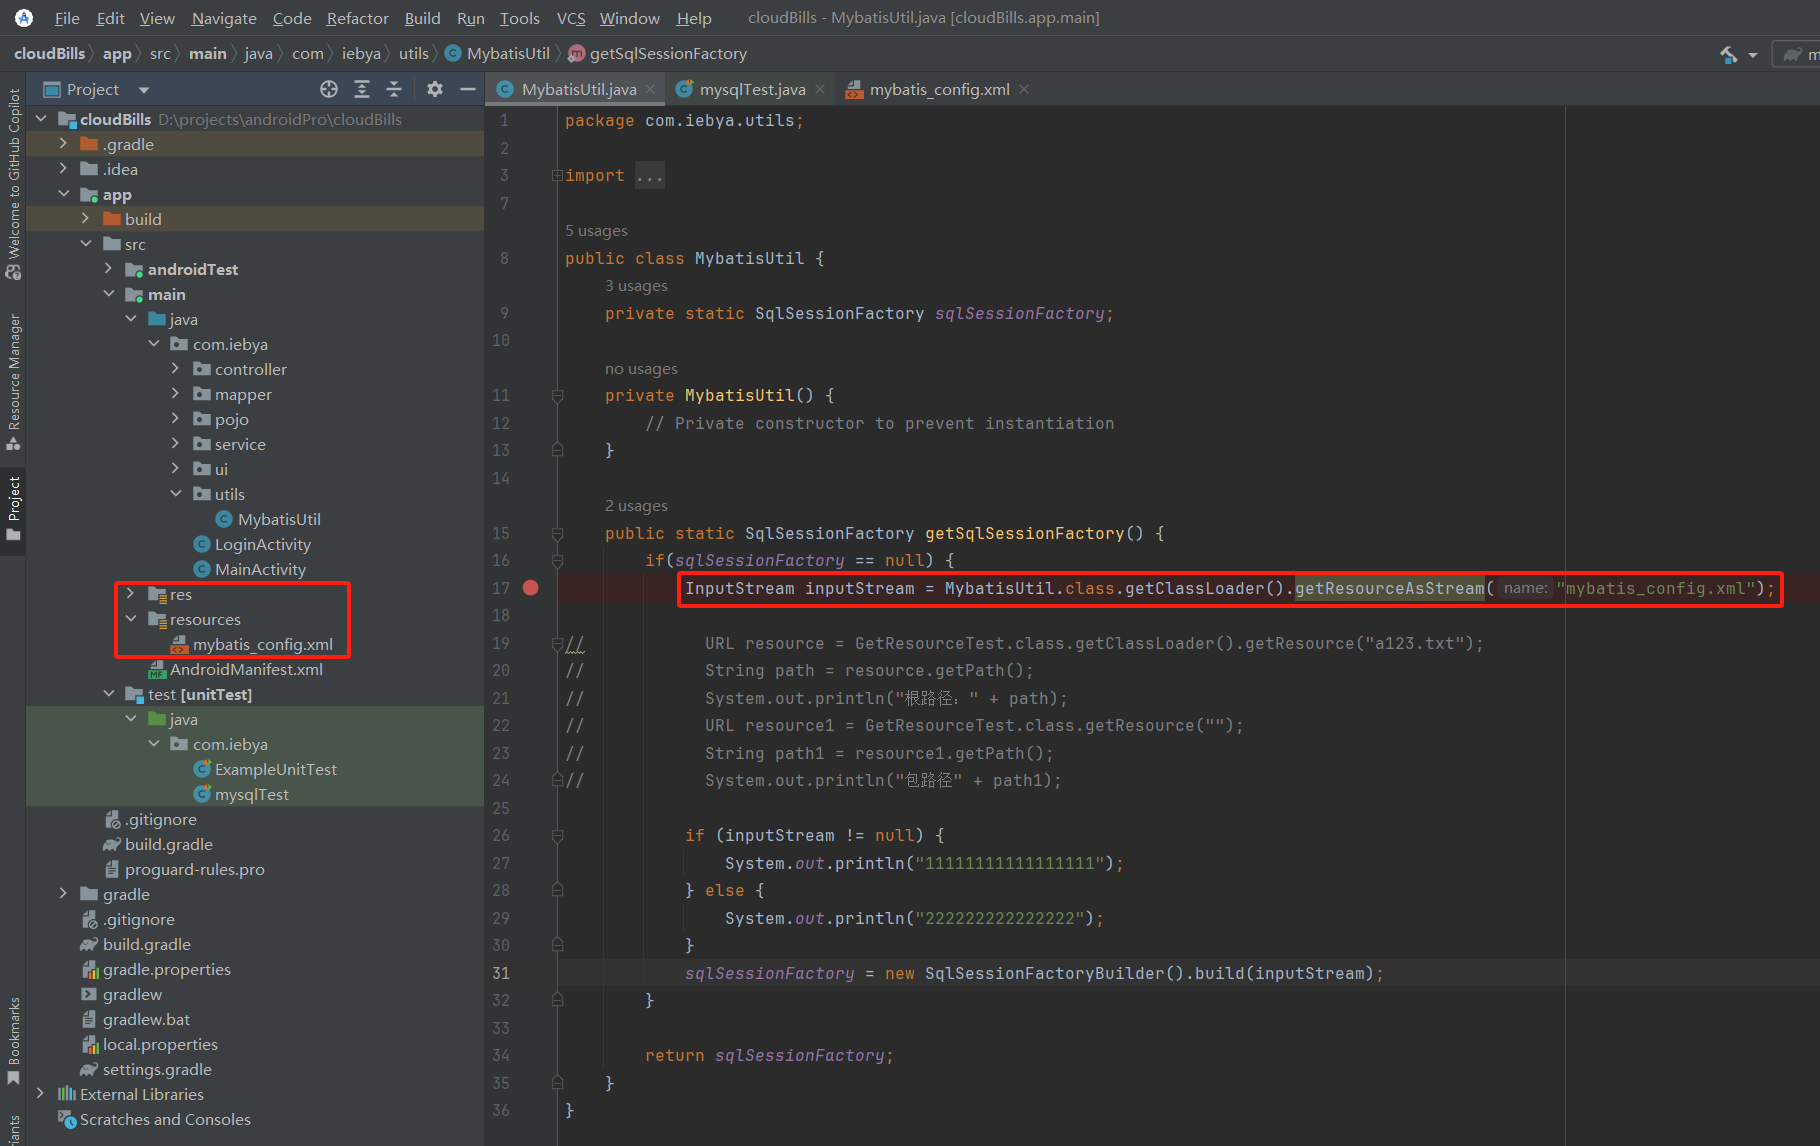 File Edit View Navigate Code Refactor Build Run Tools VCS Window Help cloudBills - MybatisUtil.java [cloudBills.app.main]
cloudBills app src main java com iebya utils MybatisUtil getSqlSessionFactory
Project
MybatisUtil.java mysqlTest.java mybatis_config.xml
Welcome to GitHub Copilot
Resource Manager
Project
Bookmarks
cloudBills D:\projects\androidPro\cloudBills
.gradle
.idea
app
build
src
androidTest
main
java
com.iebya
controller
mapper
pojo
service
ui
utils
MybatisUtil
LoginActivity
MainActivity
res
resources
mybatis_config.xml
AndroidManifest.xml
test [unitTest]
java
com.iebya
ExampleUnitTest
mysqlTest
.gitignore
build.gradle
proguard-rules.pro
gradle
.gitignore
build.gradle
gradle.properties
gradlew
gradlew.bat
local.properties
settings.gradle
External Libraries
Scratches and Consoles
1 package com.iebya.utils;
2
3 import ...
7
5 usages
8 public class MybatisUtil {
3 usages
9 private static SqlSessionFactory sqlSessionFactory;
10
no usages
11 private MybatisUtil() {
12 // Private constructor to prevent instantiation
13 }
14
2 usages
15 public static SqlSessionFactory getSqlSessionFactory() {
16 if(sqlSessionFactory == null) {
17 InputStream inputStream = MybatisUtil.class.getClassLoader().getResourceAsStream( name: "mybatis_config.xml");
18
19 // URL resource = GetResourceTest.class.getClassLoader().getResource("a123.txt");
20 // String path = resource.getPath();
21 // System.out.println("根路径：" + path);
22 // URL resource1 = GetResourceTest.class.getResource("");
23 // String path1 = resource1.getPath();
24 // System.out.println("包路径" + path1);
25
26 if (inputStream != null) {
27 System.out.println("11111111111111111");
28 } else {
29 System.out.println("222222222222222");
30 }
31 sqlSessionFactory = new SqlSessionFactoryBuilder().build(inputStream);
32 }
33
34 return sqlSessionFactory;
35 }
36 }